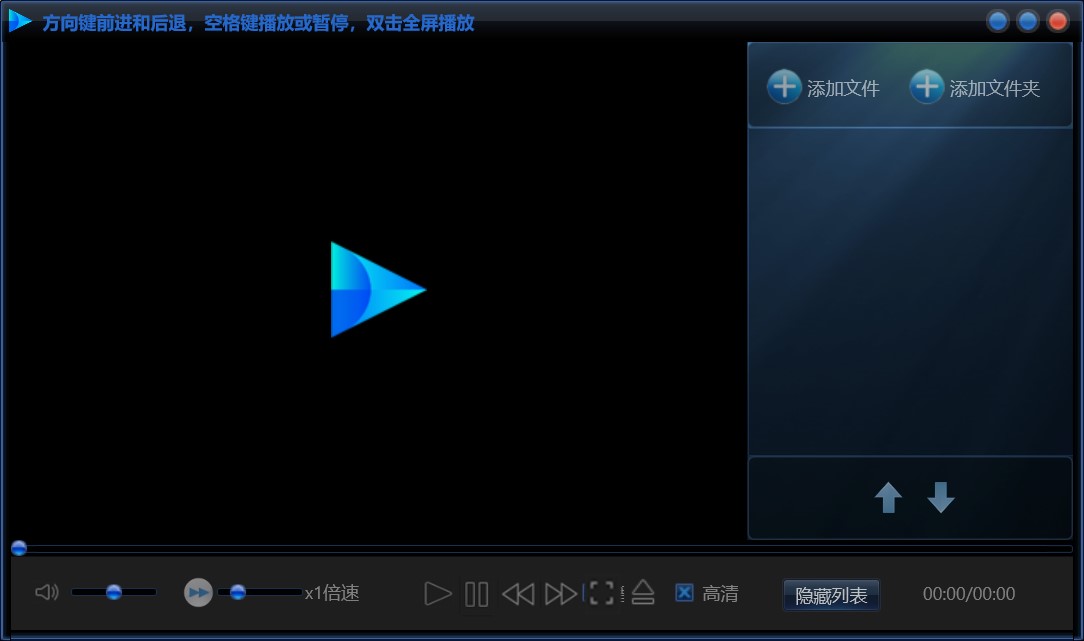 方向键前进和后退，空格键播放或暂停，双击全屏播放
添加文件 添加文件夹
x1倍速 高清 隐藏列表 00:00/00:00